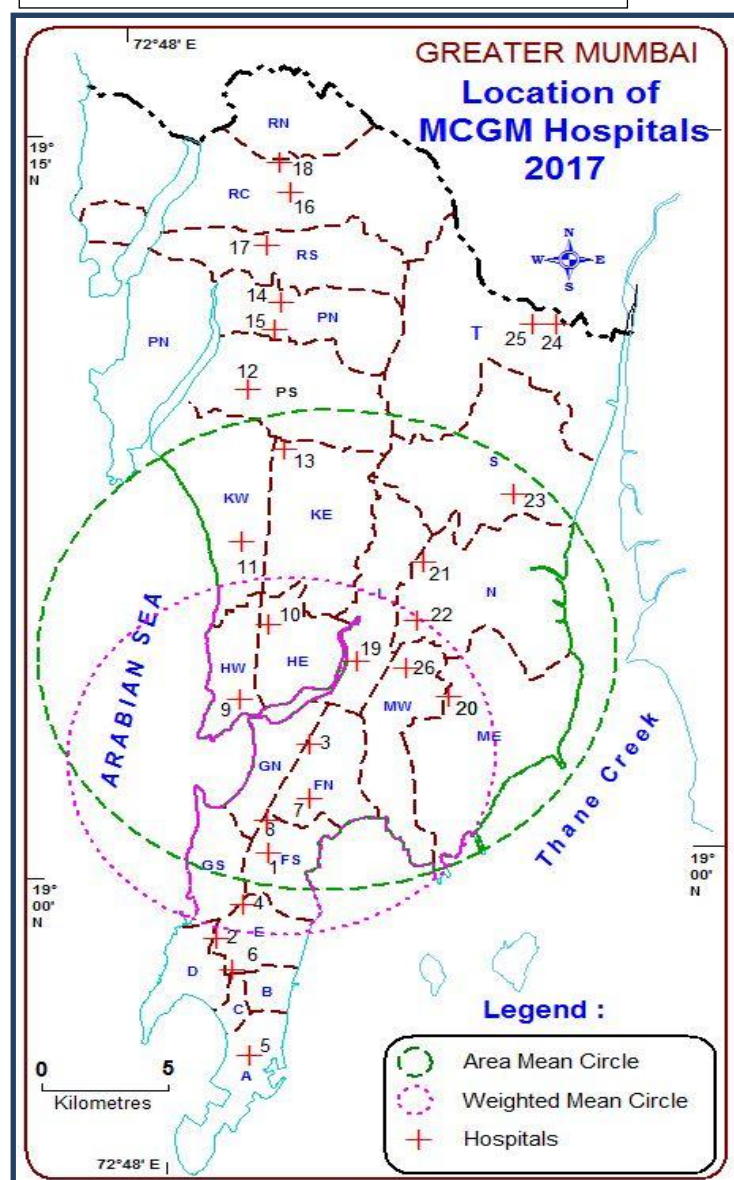 72°48' E
GREATER MUMBAI
Location of
MCGM Hospitals
2017
19°
15'
N
RN
18
RC
16
17
RS
N
W
E
S
14
PN
15
PN
T
25
24
12
PS
13
S
23
KW
KE
11
21
I
N
22
10
HE
19
26
HW
9
MW
20
ME
ARABIAN SEA
GN
3
FN
7
8
GS
1
FS
Thane Creek
19°
00'
N
19°
00'
N
4
E
2
D
6
B
C
5
A
0
5
Kilometres
72°48' E
Legend :
Area Mean Circle
Weighted Mean Circle
Hospitals